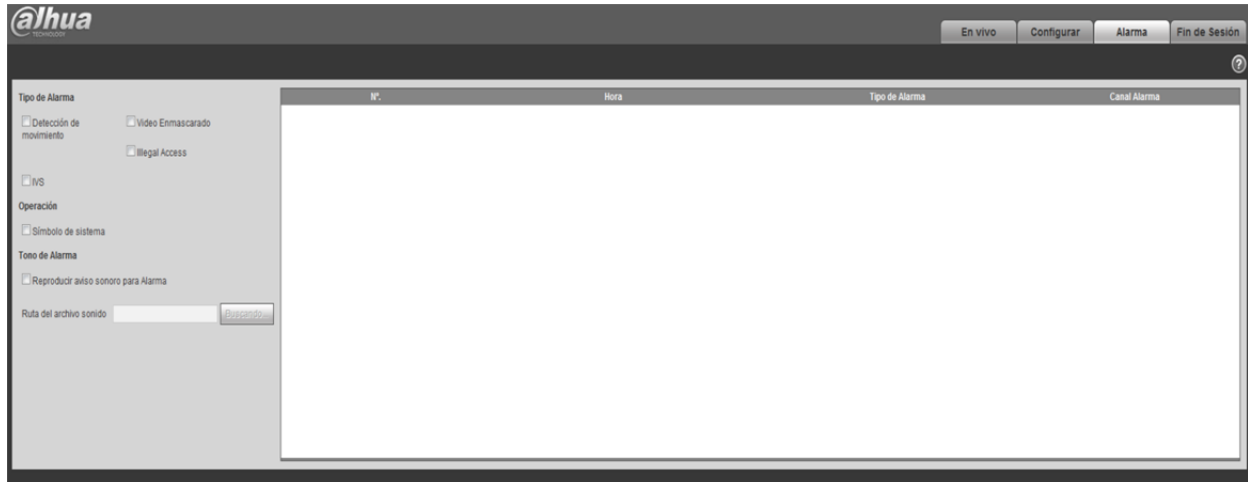 alhua
TECHNOLOGY
En vivo Configurar Alarma Fin de Sesión
?
Tipo de Alarma
Nº. Hora Tipo de Alarma Canal Alarma
Detección de movimiento
Video Enmascarado
Illegal Access
IVS
Operación
Símbolo de sistema
Tono de Alarma
Reproducir aviso sonoro para Alarma
Ruta del archivo sonido Buscando...